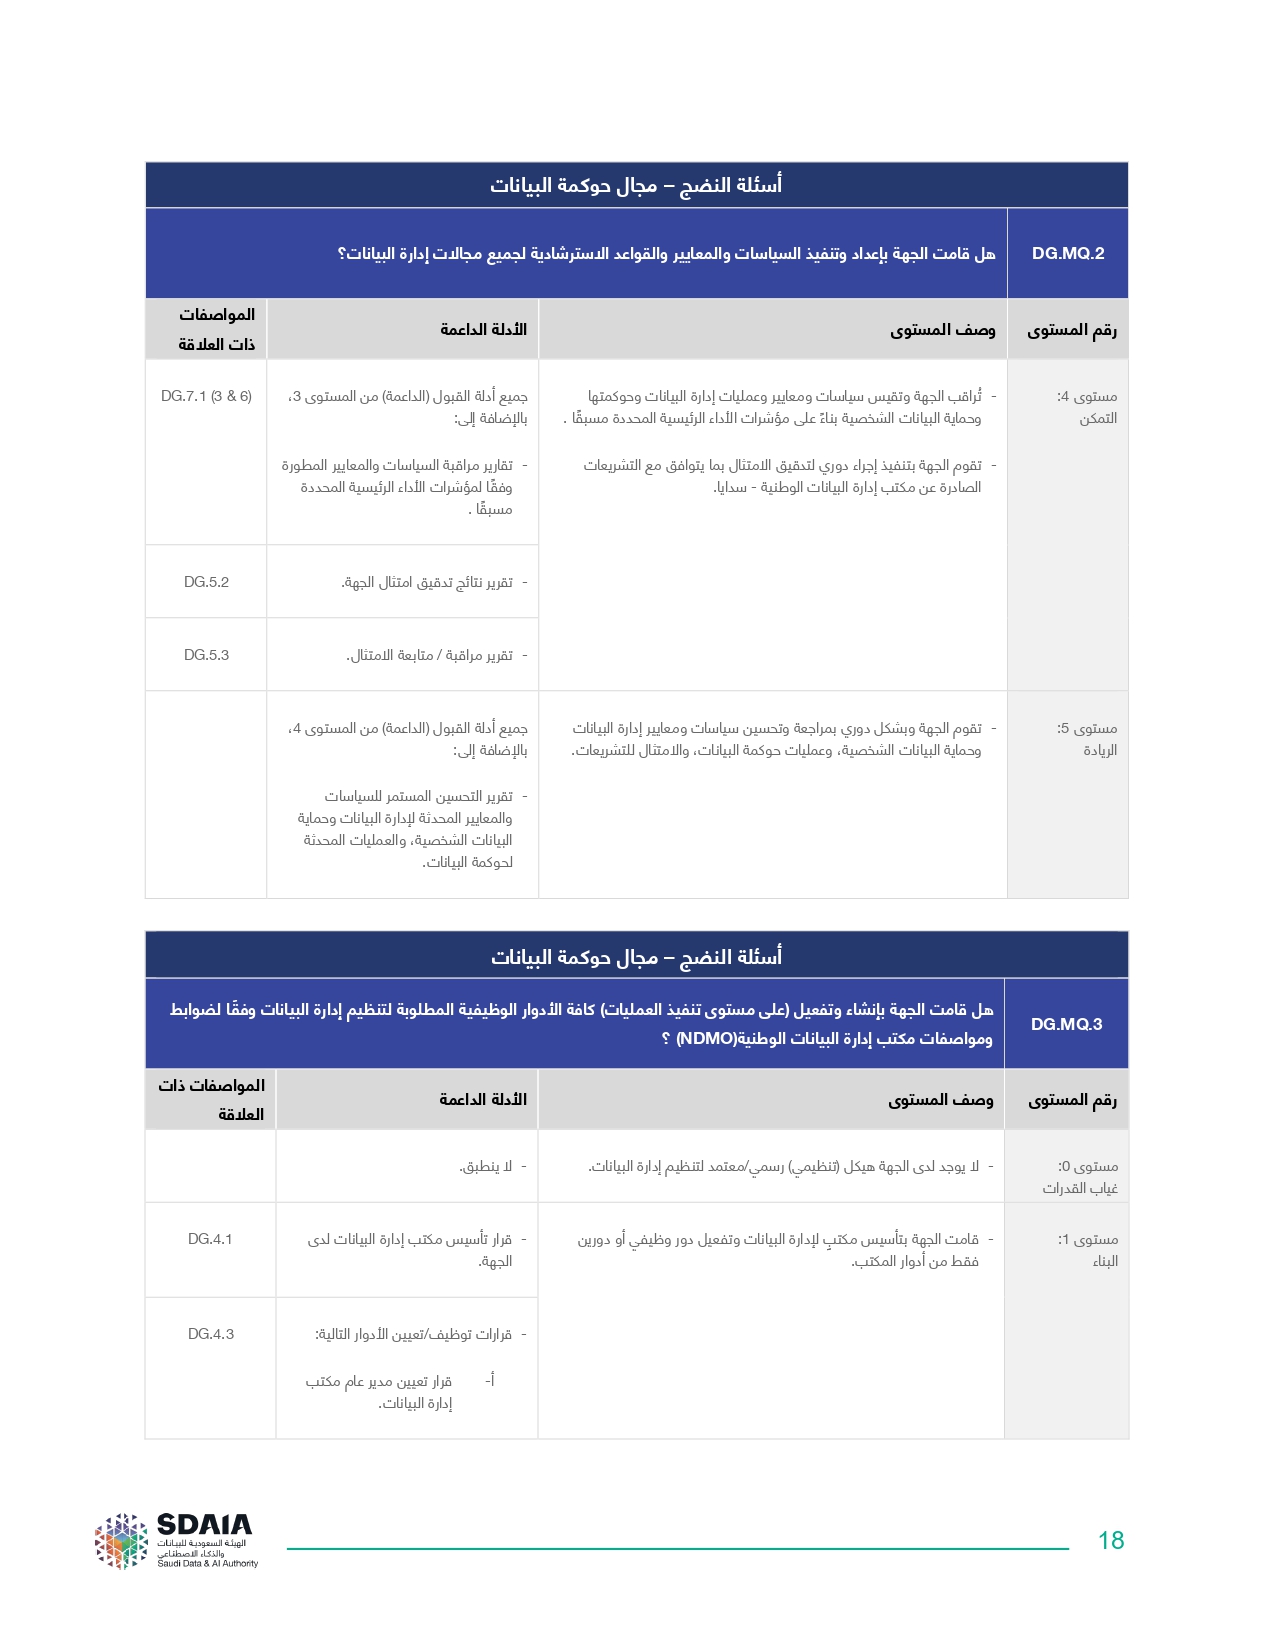 أسئلة النضج – مجال حوكمة البيانات
DG.MQ.2
هل قامت الجهة بإعداد وتنفيذ السياسات والمعايير والقواعد الاسترشادية لجميع مجالات إدارة البيانات؟
رقم المستوى
وصف المستوى
الأدلة الداعمة
المواصفات
ذات العلاقة
مستوى 4:
التمكن
- تُراقب الجهة وتقيس سياسات ومعايير وعمليات إدارة البيانات وحوكمتها
وحماية البيانات الشخصية بناءً على مؤشرات الأداء الرئيسية المحددة مسبقًا .
- تقوم الجهة بتنفيذ إجراء دوري لتدقيق الامتثال بما يتوافق مع التشريعات
الصادرة عن مكتب إدارة البيانات الوطنية - سدايا.
جميع أدلة القبول (الداعمة) من المستوى 3،
بالإضافة إلى:
- تقارير مراقبة السياسات والمعايير المطورة
وفقًا لمؤشرات الأداء الرئيسية المحددة
مسبقًا .
DG.7.1 (3 & 6)
- تقرير نتائج تدقيق امتثال الجهة.
DG.5.2
- تقرير مراقبة / متابعة الامتثال.
DG.5.3
مستوى 5:
الريادة
- تقوم الجهة وبشكل دوري بمراجعة وتحسين سياسات ومعايير إدارة البيانات
وحماية البيانات الشخصية، وعمليات حوكمة البيانات، والامتثال للتشريعات.
جميع أدلة القبول (الداعمة) من المستوى 4،
بالإضافة إلى:
- تقرير التحسين المستمر للسياسات
والمعايير المحدثة لإدارة البيانات وحماية
البيانات الشخصية، والعمليات المحدثة
لحوكمة البيانات.
أسئلة النضج – مجال حوكمة البيانات
DG.MQ.3
هل قامت الجهة بإنشاء وتفعيل (على مستوى تنفيذ العمليات) كافة الأدوار الوظيفية المطلوبة لتنظيم إدارة البيانات وفقًا لضوابط
ومواصفات مكتب إدارة البيانات الوطنية(NDMO) ؟
رقم المستوى
وصف المستوى
الأدلة الداعمة
المواصفات ذات
العلاقة
مستوى 0:
غياب القدرات
- لا يوجد لدى الجهة هيكل (تنظيمي) رسمي/معتمد لتنظيم إدارة البيانات.
- لا ينطبق.
مستوى 1:
البناء
- قامت الجهة بتأسيس مكتبٍ لإدارة البيانات وتفعيل دور وظيفي أو دورين
فقط من أدوار المكتب.
- قرار تأسيس مكتب إدارة البيانات لدى
الجهة.
DG.4.1
- قرارات توظيف/تعيين الأدوار التالية:
أ- قرار تعيين مدير عام مكتب
إدارة البيانات.
DG.4.3
SDAIA
الهيئة السعودية للبيانات
والذكاء الاصطناعي
Saudi Data & AI Authority
18